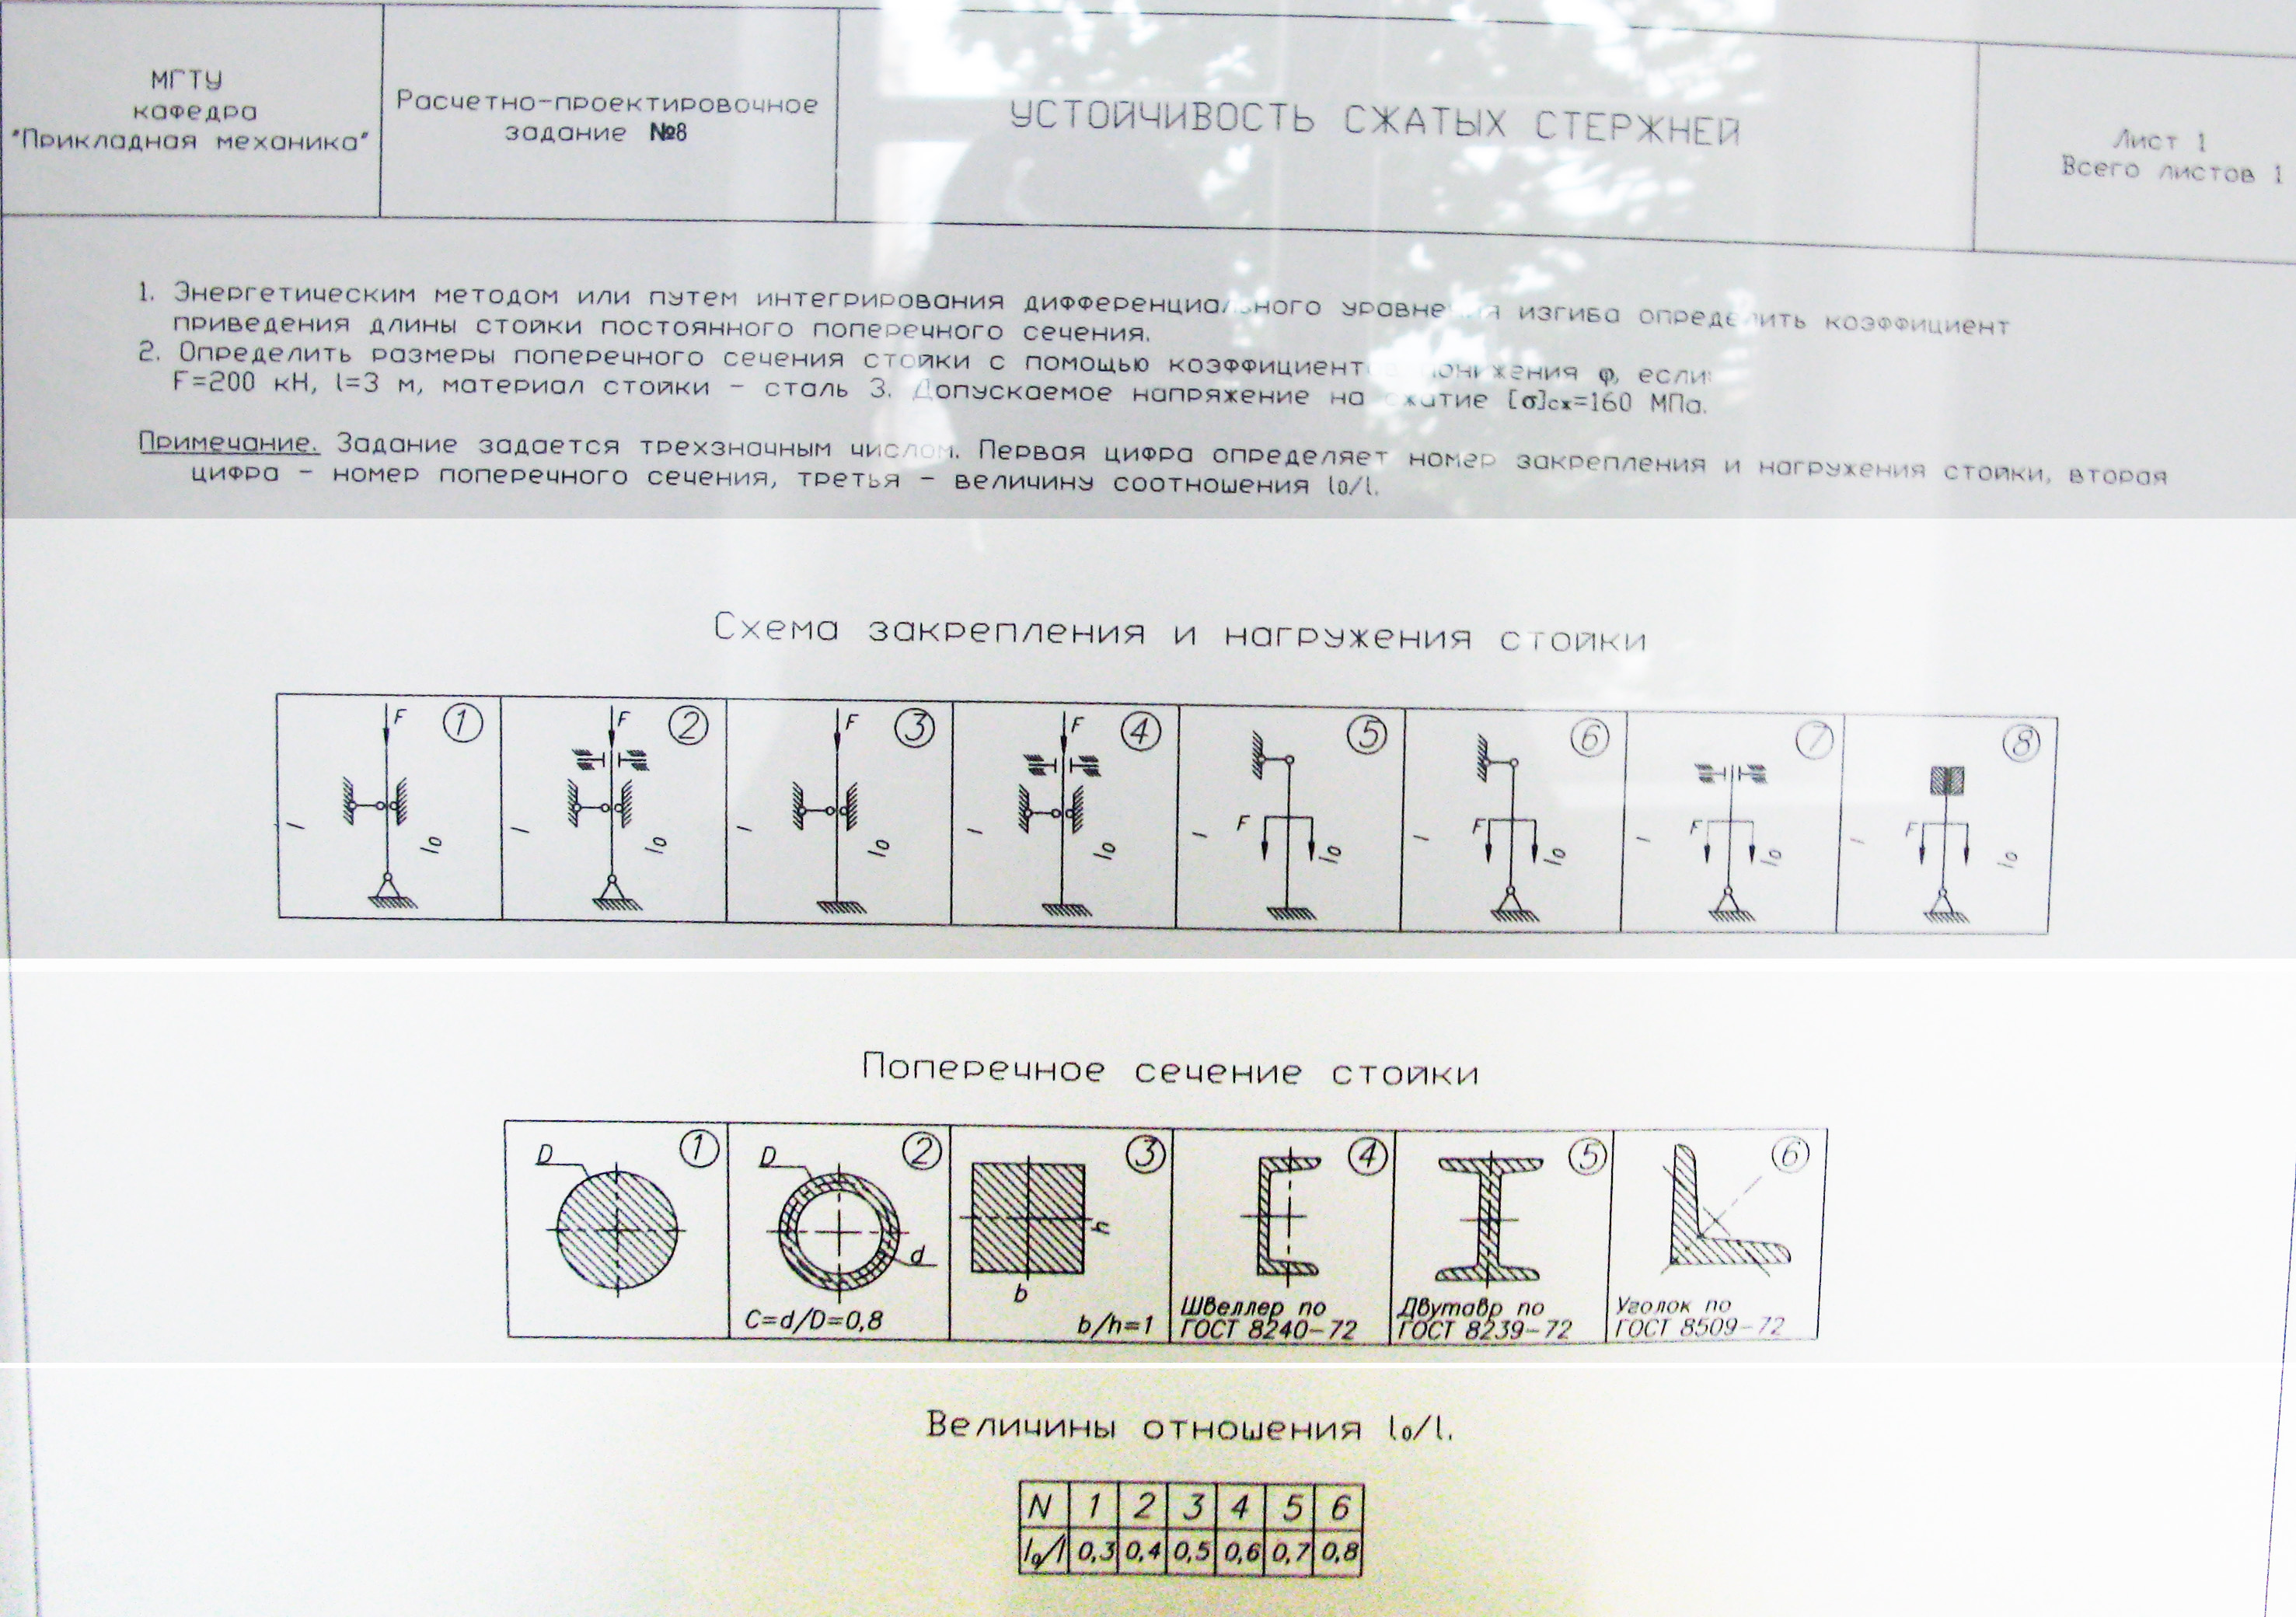 МГТУ
кафедра
"Прикладная механика"
Расчетно-проектировочное
задание №8
УСТОЙЧИВОСТЬ СЖАТЫХ СТЕРЖНЕЙ
Лист 1
Всего листов 1
1. Энергетическим методом или путем интегрирования дифференциального уравнения изгиба определить коэффициент
приведения длины стойки постоянного поперечного сечения.
2. Определить размеры поперечного сечения стойки с помощью коэффициента понижения φ, если:
F=200 кН, l=3 м, материал стойки - сталь 3. Допускаемое напряжение на сжатие [σ]сж=160 МПа.
Примечание. Задание задается трехзначным числом. Первая цифра определяет номер закрепления и нагружения стойки, вторая
цифра - номер поперечного сечения, третья - величину соотношения l0/l.
Схема закрепления и нагружения стойки
F 1 l l0
F 2 l l0
F 3 l l0
F 4 l l0
5 F l l0
6 F l l0
7 F l l0
8 F l l0
Поперечное сечение стойки
D 1
D 2 d
C=d/D=0,8
3 h
b
b/h=1
4
Швеллер по
ГОСТ 8240-72
5
Двутавр по
ГОСТ 8239-72
6
Уголок по
ГОСТ 8509-72
Величины отношения l0/l.
N 1 2 3 4 5 6
l0/l 0,3 0,4 0,5 0,6 0,7 0,8